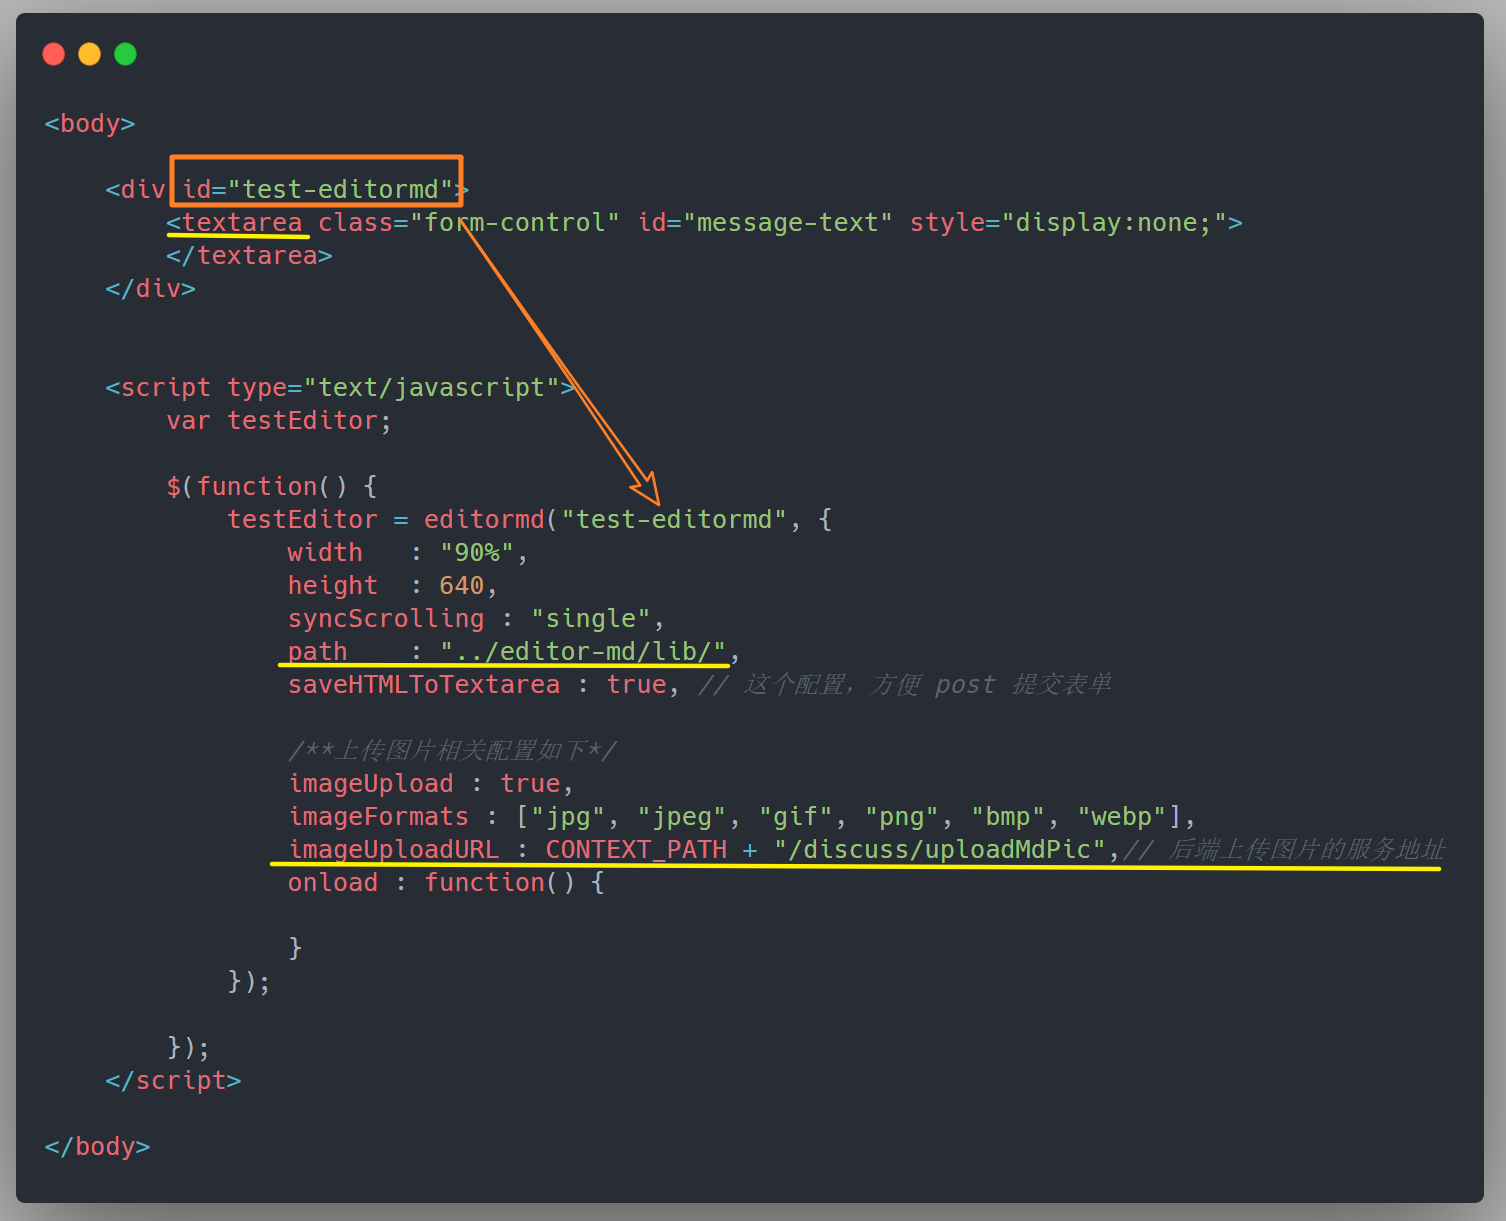 <body>
<div id="test-editormd">
<textarea class="form-control" id="message-text" style="display:none;">
</textarea>
</div>
<script type="text/javascript">
var testEditor;
$(function() {
testEditor = editormd("test-editormd", {
width   : "90%",
height  : 640,
syncScrolling : "single",
path    : "../editor-md/lib/",
saveHTMLToTextarea : true, // 这个配置，方便 post 提交表单
/**上传图片相关配置如下*/
imageUpload : true,
imageFormats : ["jpg", "jpeg", "gif", "png", "bmp", "webp"],
imageUploadURL : CONTEXT_PATH + "/discuss/uploadMdPic",// 后端上传图片的服务地址
onload : function() {
}
});
});
</script>
</body>